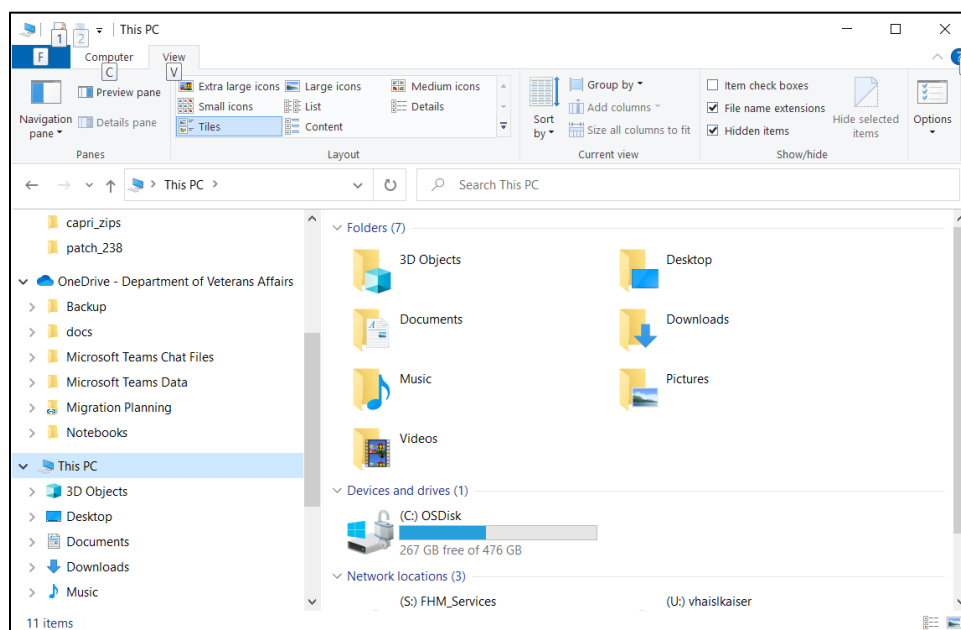 1 2 This PC
F Computer View
C V
Navigation pane
Preview pane
Details pane
Panes
Extra large icons Large icons Medium icons
Small icons List Details
Tiles Content
Layout
Sort by
Group by
Add columns
Size all columns to fit
Current view
Item check boxes
File name extensions
Hidden items
Hide selected items
Show/hide
Options
This PC
Search This PC
capri_zips
patch_238
OneDrive - Department of Veterans Affairs
Backup
docs
Microsoft Teams Chat Files
Microsoft Teams Data
Migration Planning
Notebooks
This PC
3D Objects
Desktop
Documents
Downloads
Music
Folders (7)
3D Objects Desktop
Documents Downloads
Music Pictures
Videos
Devices and drives (1)
(C:) OSDisk
267 GB free of 476 GB
Network locations (3)
(S:) FHM_Services (U:) vhaislkaiser
11 items